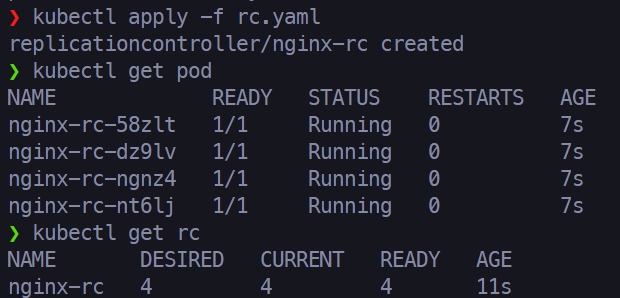 ❯ kubectl apply -f rc.yaml
replicationcontroller/nginx-rc created
❯ kubectl get pod
NAME             READY   STATUS    RESTARTS   AGE
nginx-rc-58zlt   1/1     Running   0          7s
nginx-rc-dz9lv   1/1     Running   0          7s
nginx-rc-ngnz4   1/1     Running   0          7s
nginx-rc-nt6lj   1/1     Running   0          7s
❯ kubectl get rc
NAME       DESIRED   CURRENT   READY   AGE
nginx-rc   4         4         4       11s